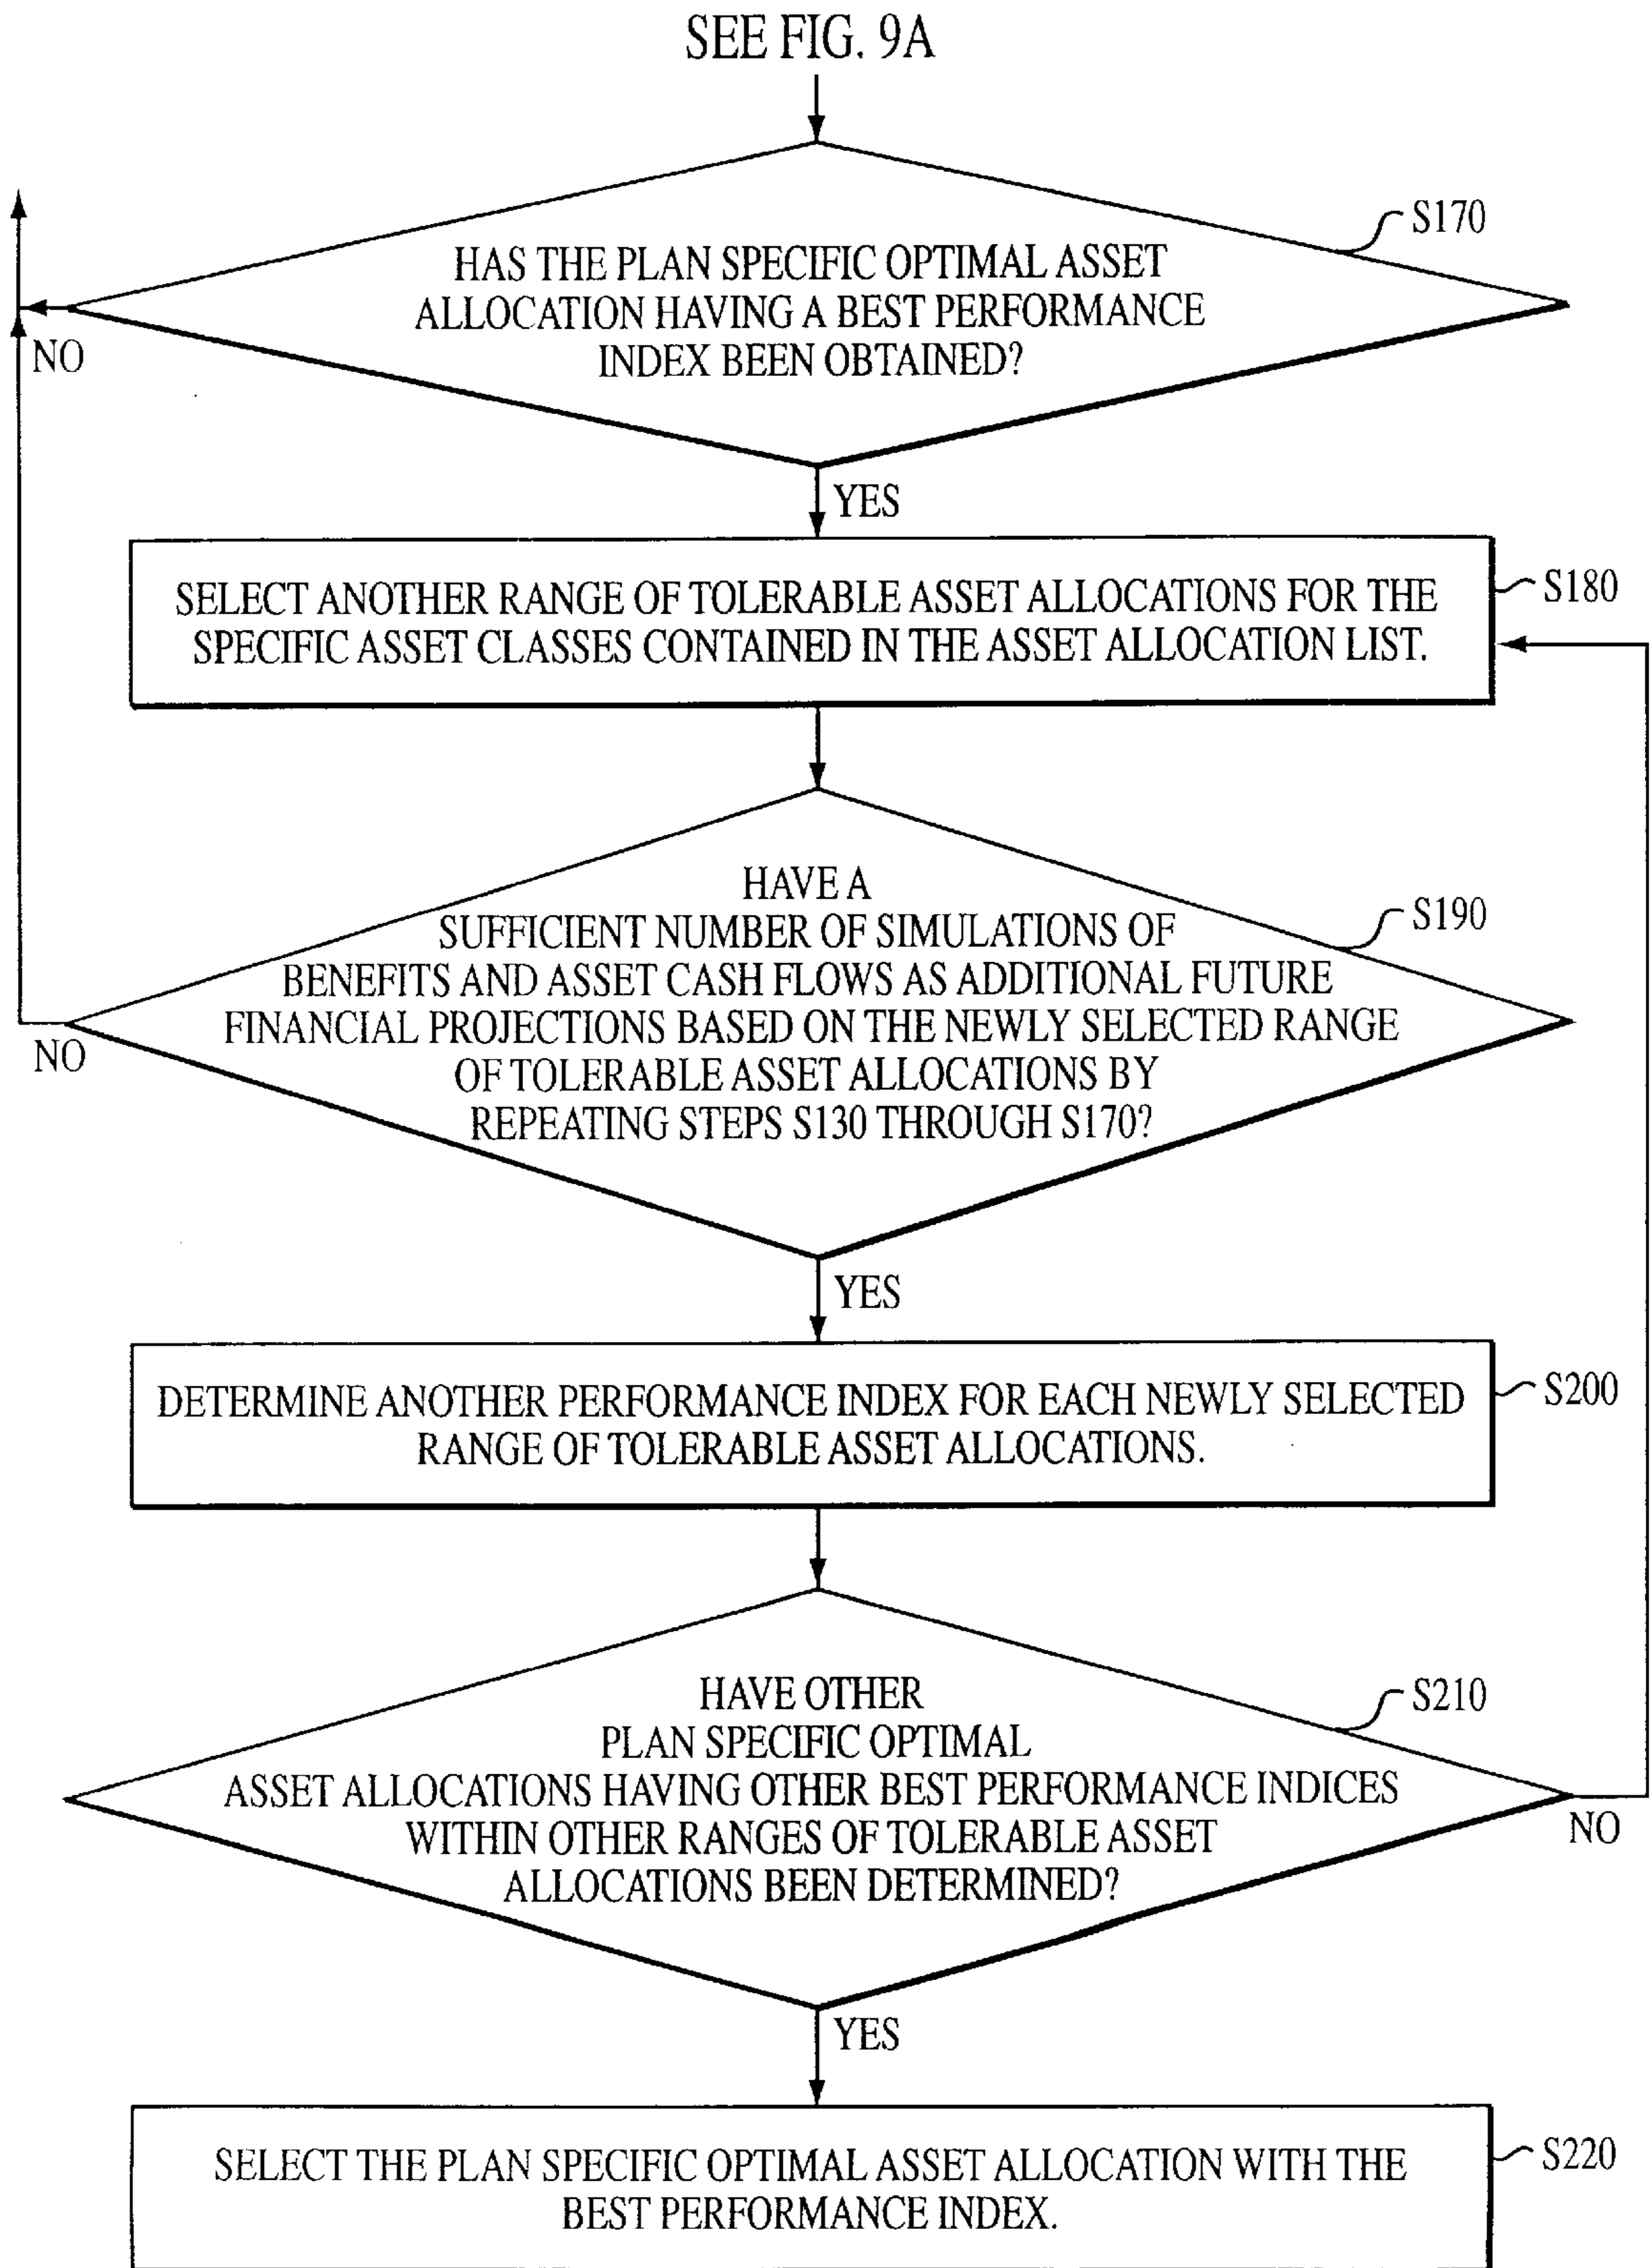 SEE FIG. 9A
S170
HAS THE PLAN SPECIFIC OPTIMAL ASSET
ALLOCATION HAVING A BEST PERFORMANCE
INDEX BEEN OBTAINED?
NO
YES
SELECT ANOTHER RANGE OF TOLERABLE ASSET ALLOCATIONS FOR THE
SPECIFIC ASSET CLASSES CONTAINED IN THE ASSET ALLOCATION LIST.
S180
HAVE A
SUFFICIENT NUMBER OF SIMULATIONS OF
BENEFITS AND ASSET CASH FLOWS AS ADDITIONAL FUTURE
FINANCIAL PROJECTIONS BASED ON THE NEWLY SELECTED RANGE
OF TOLERABLE ASSET ALLOCATIONS BY
REPEATING STEPS S130 THROUGH S170?
S190
NO
YES
DETERMINE ANOTHER PERFORMANCE INDEX FOR EACH NEWLY SELECTED
RANGE OF TOLERABLE ASSET ALLOCATIONS.
S200
HAVE OTHER
PLAN SPECIFIC OPTIMAL
ASSET ALLOCATIONS HAVING OTHER BEST PERFORMANCE INDICES
WITHIN OTHER RANGES OF TOLERABLE ASSET
ALLOCATIONS BEEN DETERMINED?
S210
NO
YES
SELECT THE PLAN SPECIFIC OPTIMAL ASSET ALLOCATION WITH THE
BEST PERFORMANCE INDEX.
S220